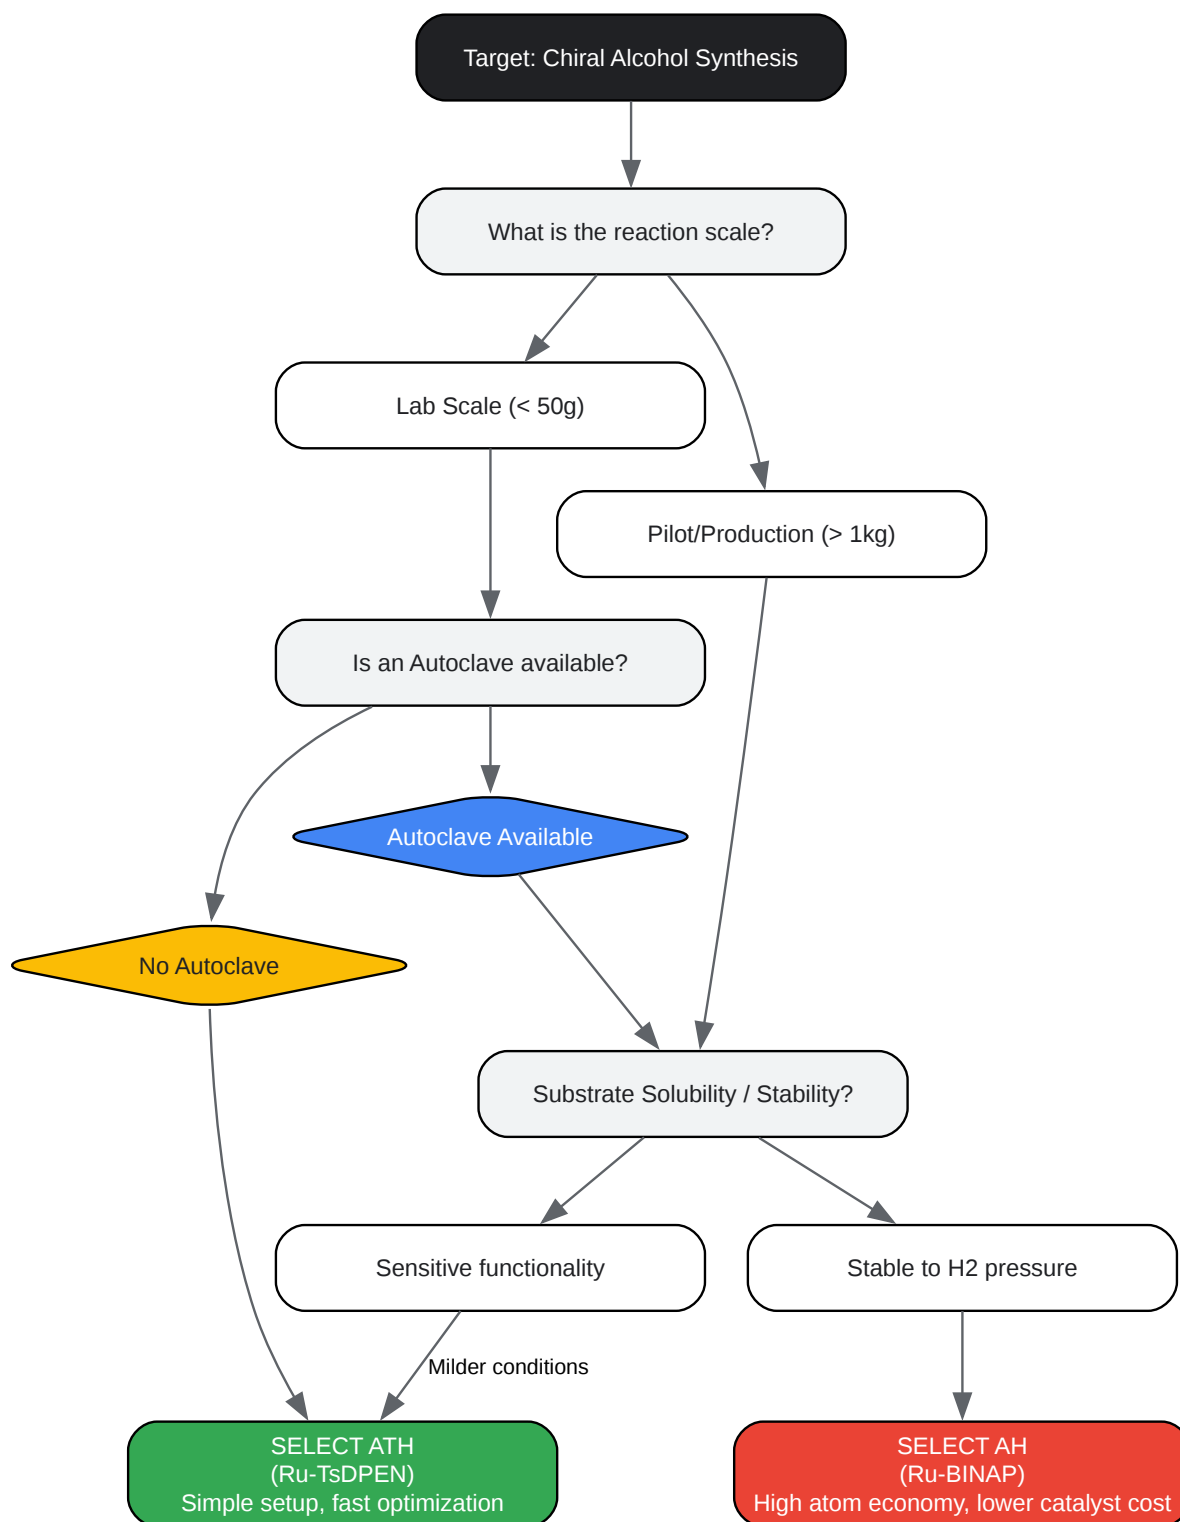 Target: Chiral Alcohol Synthesis
What is the reaction scale?
Lab Scale (< 50g)
Pilot/Production (> 1kg)
Is an Autoclave available?
Autoclave Available
No Autoclave
Substrate Solubility / Stability?
Sensitive functionality
Stable to H2 pressure
Milder conditions
SELECT ATH
(Ru-TsDPEN)
Simple setup, fast optimization
SELECT AH
(Ru-BINAP)
High atom economy, lower catalyst cost